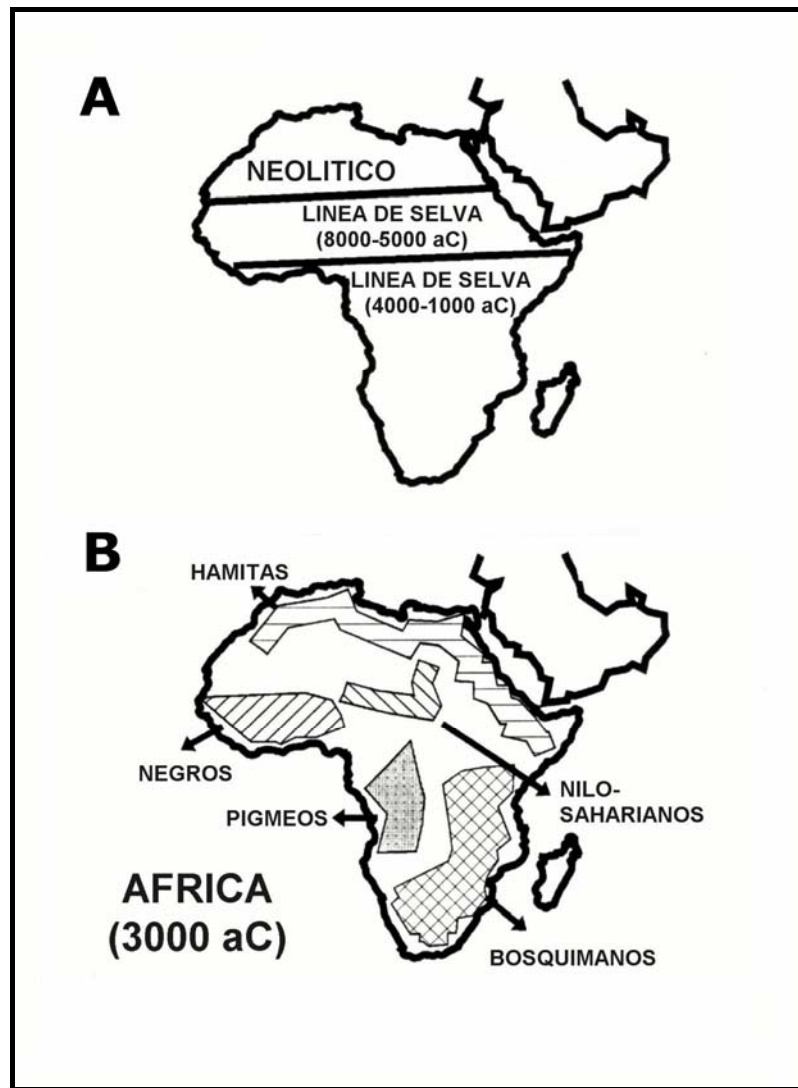 A
NEOLITICO
LINEA DE SELVA
(8000-5000 aC)
LINEA DE SELVA
(4000-1000 aC)
B
HAMITAS
NEGROS
PIGMEOS
NILO-
SAHARIANOS
AFRICA
(3000 aC)
BOSQUIMANOS